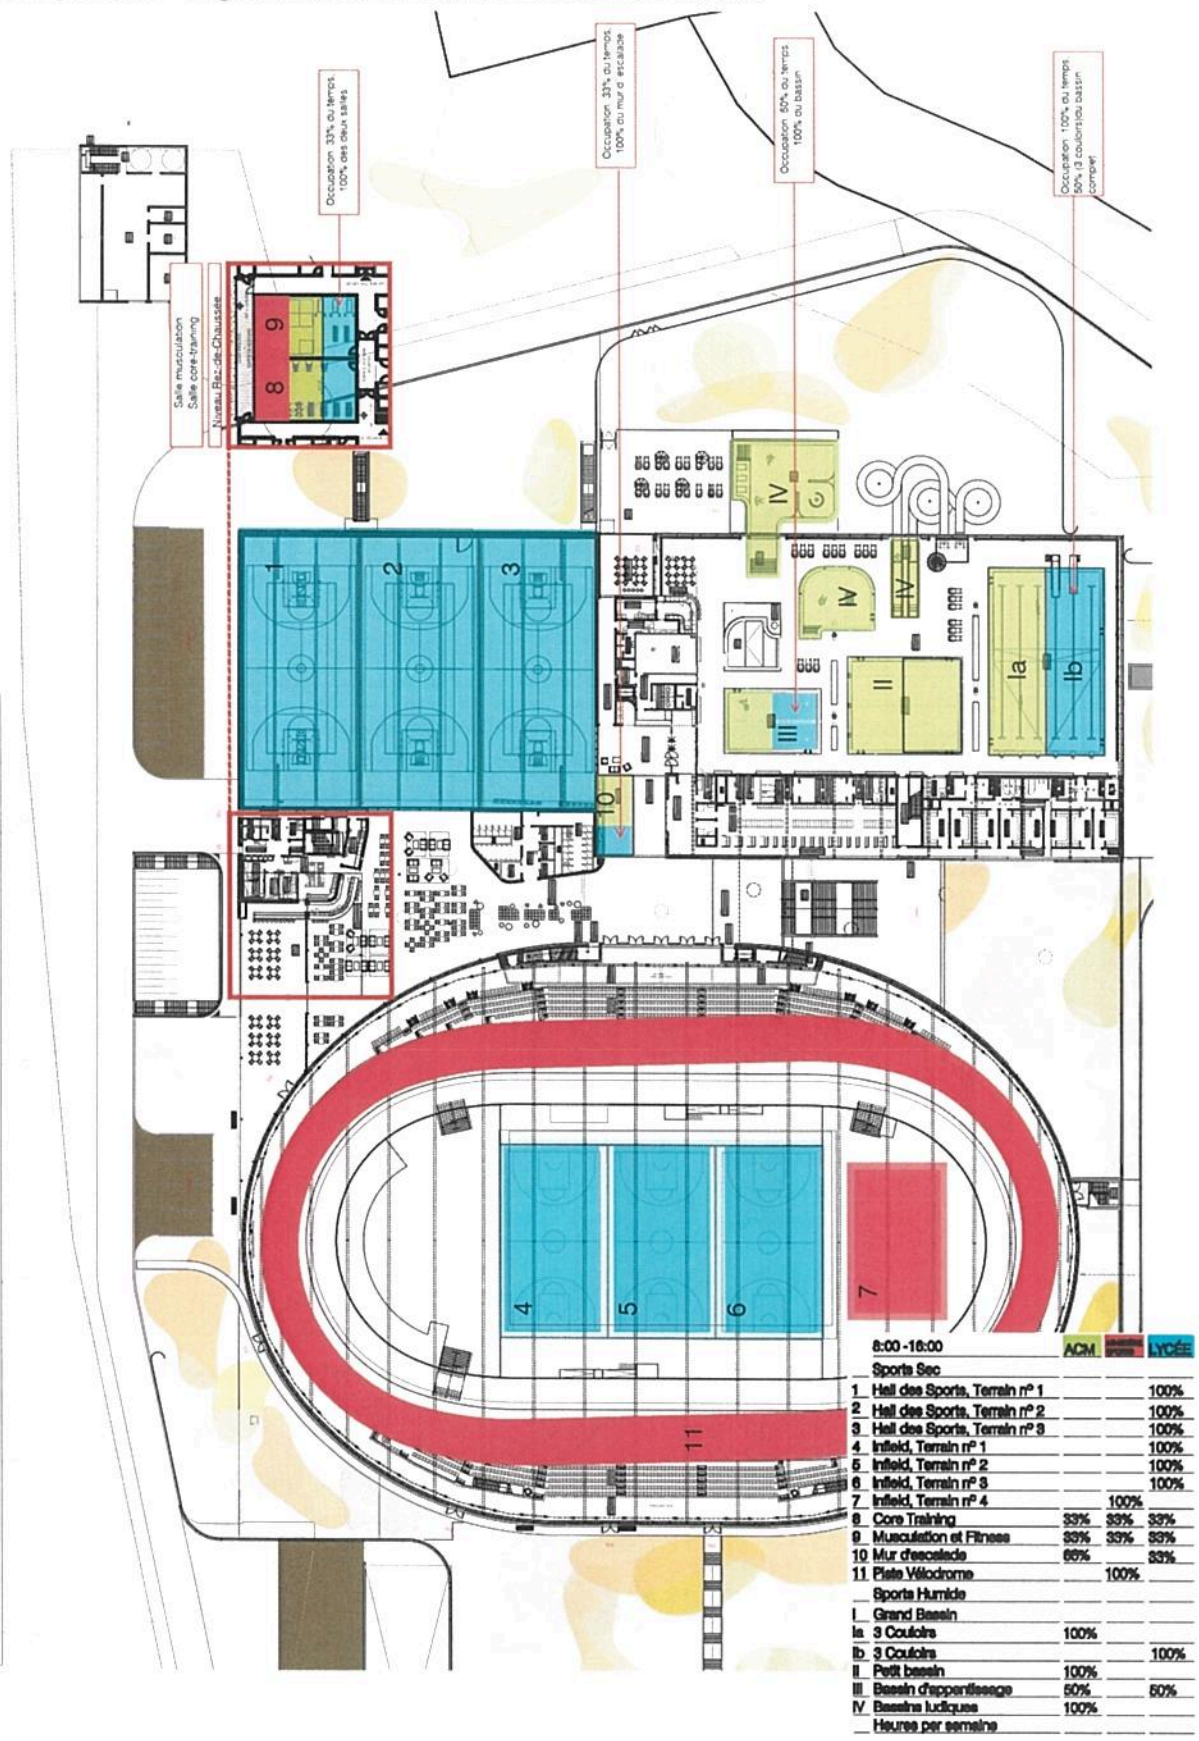 Occupation 33% du temps.
100% des deux salles
Occupation 33% du temps.
100% du mur d escalade
Occupation 50% du temps
100% du bassin
Occupation 100% du temps
50% (3 couloirs)du bassin
complet
Salle musculation
Salle core-training
Niveau Rez-de-Chaussée
9
8
1
2
3
IV
IV
IV
III
II
Ia
Ib
10
4
5
6
7
11
8:00 -16:00 ACM LYCÉE
Sports Sec
1 Hall des Sports, Terrain nº 1 100%
2 Hall des Sports, Terrain nº 2 100%
3 Hall des Sports, Terrain nº 3 100%
4 Infield, Terrain nº 1 100%
5 Infield, Terrain nº 2 100%
6 Infield, Terrain nº 3 100%
7 Infield, Terrain nº 4 100%
8 Core Training 33% 33% 33%
9 Musculation et Fitness 33% 33% 33%
10 Mur d'escalade 66% 33%
11 Piste Vélodrome 100%
Sports Humide
I Grand Bassin
Ia 3 Couloirs 100%
Ib 3 Couloirs 100%
II Petit bassin 100%
III Bassin d'apprentissage 50% 50%
IV Bassins ludiques 100%
Heures par semaine